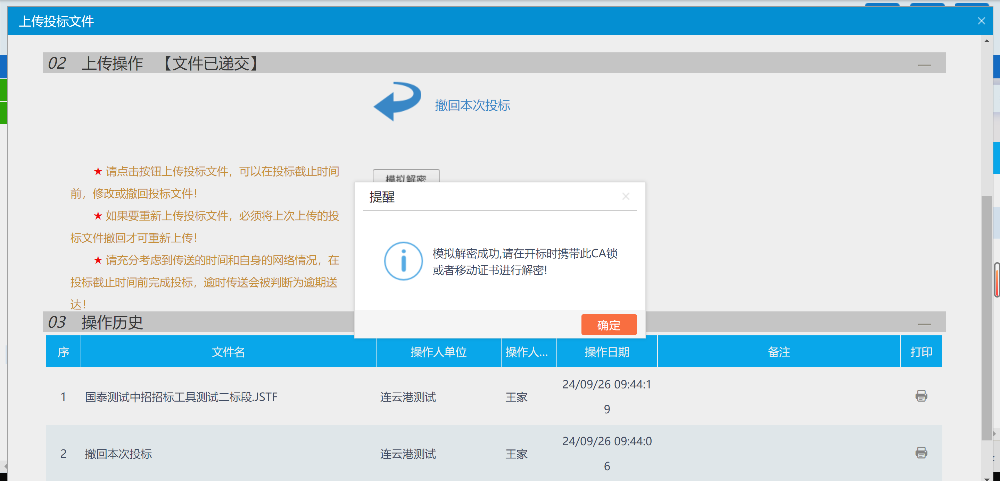 上传投标文件
02 上传操作 【文件已递交】
撤回本次投标
★ 请点击按钮上传投标文件，可以在投标截止时间
前，修改或撤回投标文件！
★ 如果要重新上传投标文件，必须将上次上传的投
标文件撤回才可重新上传！
★ 请充分考虑到传送的时间和自身的网络情况，在
投标截止时间前完成投标，逾时传送会被判断为逾期送
达！
模拟解密
提醒
模拟解密成功,请在开标时携带此CA锁
或者移动证书进行解密!
确定
03 操作历史
序 文件名 操作人单位 操作人... 操作日期 备注 打印
1 国泰测试中招招标工具测试二标段.JSTF 连云港测试 王家 24/09/26 09:44:1
9
2 撤回本次投标 连云港测试 王家 24/09/26 09:44:0
6